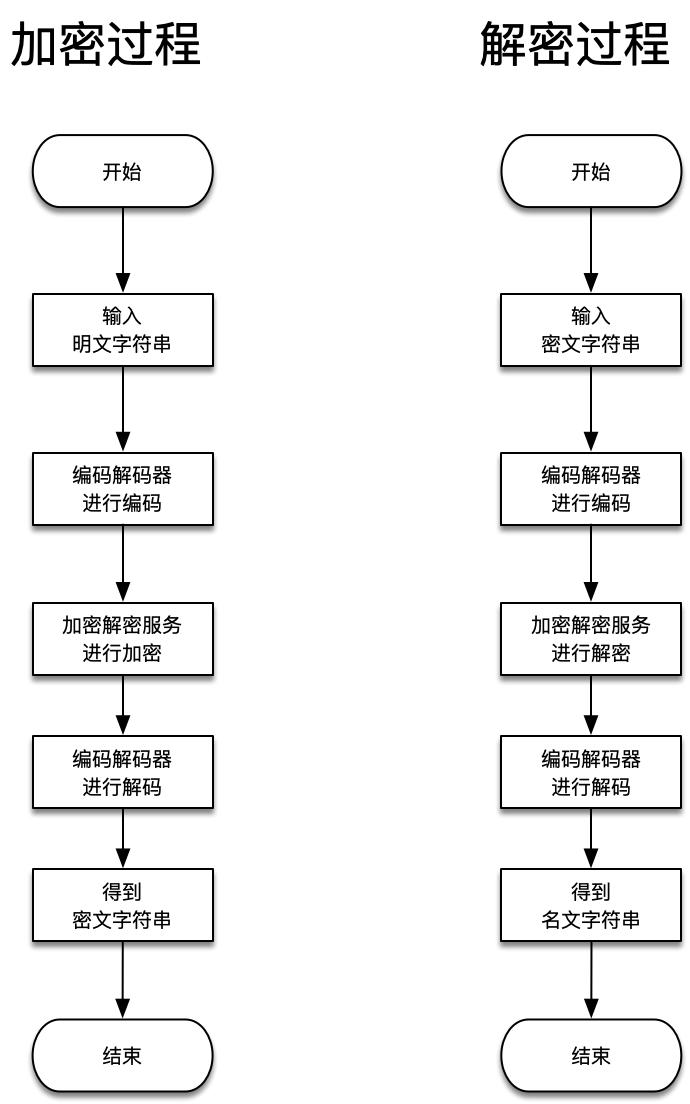 加密过程
开始
输入
明文字符串
编码解码器
进行编码
加密解密服务
进行加密
编码解码器
进行解码
得到
密文字符串
结束
解密过程
开始
输入
密文字符串
编码解码器
进行编码
加密解密服务
进行解密
编码解码器
进行解码
得到
名文字符串
结束